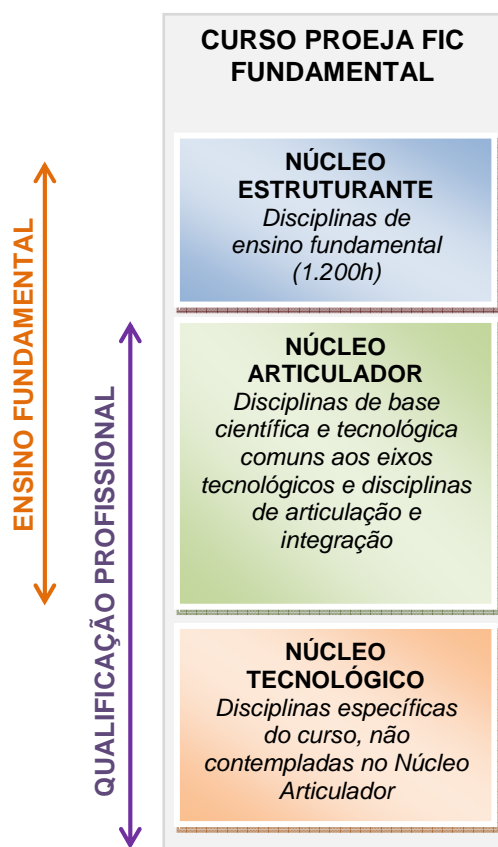 CURSO PROEJA FIC
FUNDAMENTAL
NÚCLEO
ESTRUTURANTE
Disciplinas de
ensino fundamental
(1.200h)
NÚCLEO
ARTICULADOR
Disciplinas de base
científica e tecnológica
comuns aos eixos
tecnológicos e disciplinas
de articulação e
integração
NÚCLEO
TECNOLÓGICO
Disciplinas específicas
do curso, não
contempladas no Núcleo
Articulador
ENSINO FUNDAMENTAL
QUALIFICAÇÃO PROFISSIONAL